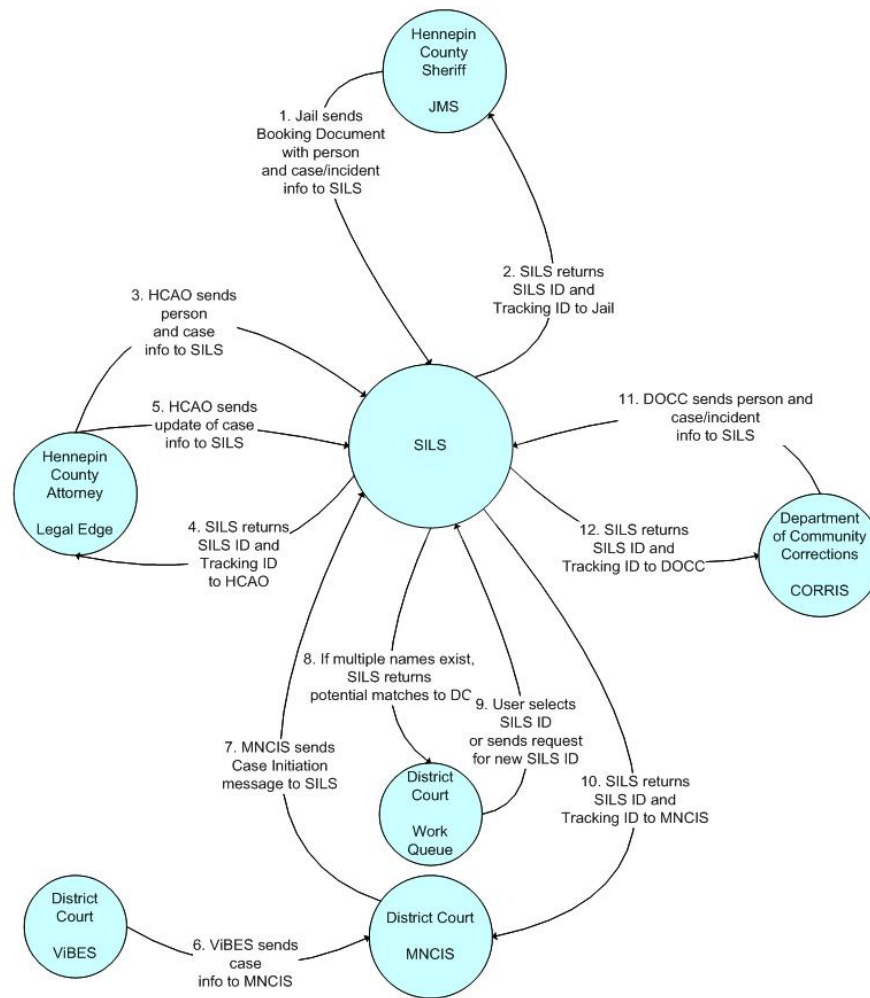 Hennepin
County
Sheriff
JMS
1. Jail sends
Booking Document
with person
and case/incident
info to SILS
2. SILS returns
SILS ID and
Tracking ID to Jail
3. HCAO sends
person
and case
info to SILS
11. DOCC sends person and
case/incident
info to SILS
5. HCAO sends
update of case
info to SILS
SILS
Hennepin
County
Attorney
Legal Edge
4. SILS returns
SILS ID and
Tracking ID
to HCAO
12. SILS returns
SILS ID and
Tracking ID to DOCC
Department
of Community
Corrections
CORRIS
8. If multiple names exist,
SILS returns
potential matches to DC
9. User selects
SILS ID
or sends request
for new SILS ID
7. MNCIS sends
Case Initiation
message to SILS
District
Court
Work
Queue
10. SILS returns
SILS ID and
Tracking ID to MNCIS
District
Court
ViBES
6. ViBES sends
case
info to MNCIS
District Court
MNCIS